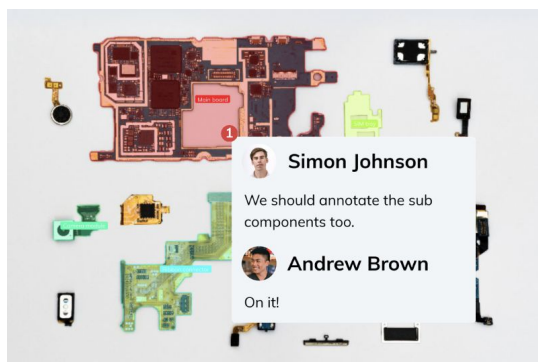 Main board
1
Simon Johnson
We should annotate the sub
components too.
Andrew Brown
On it!